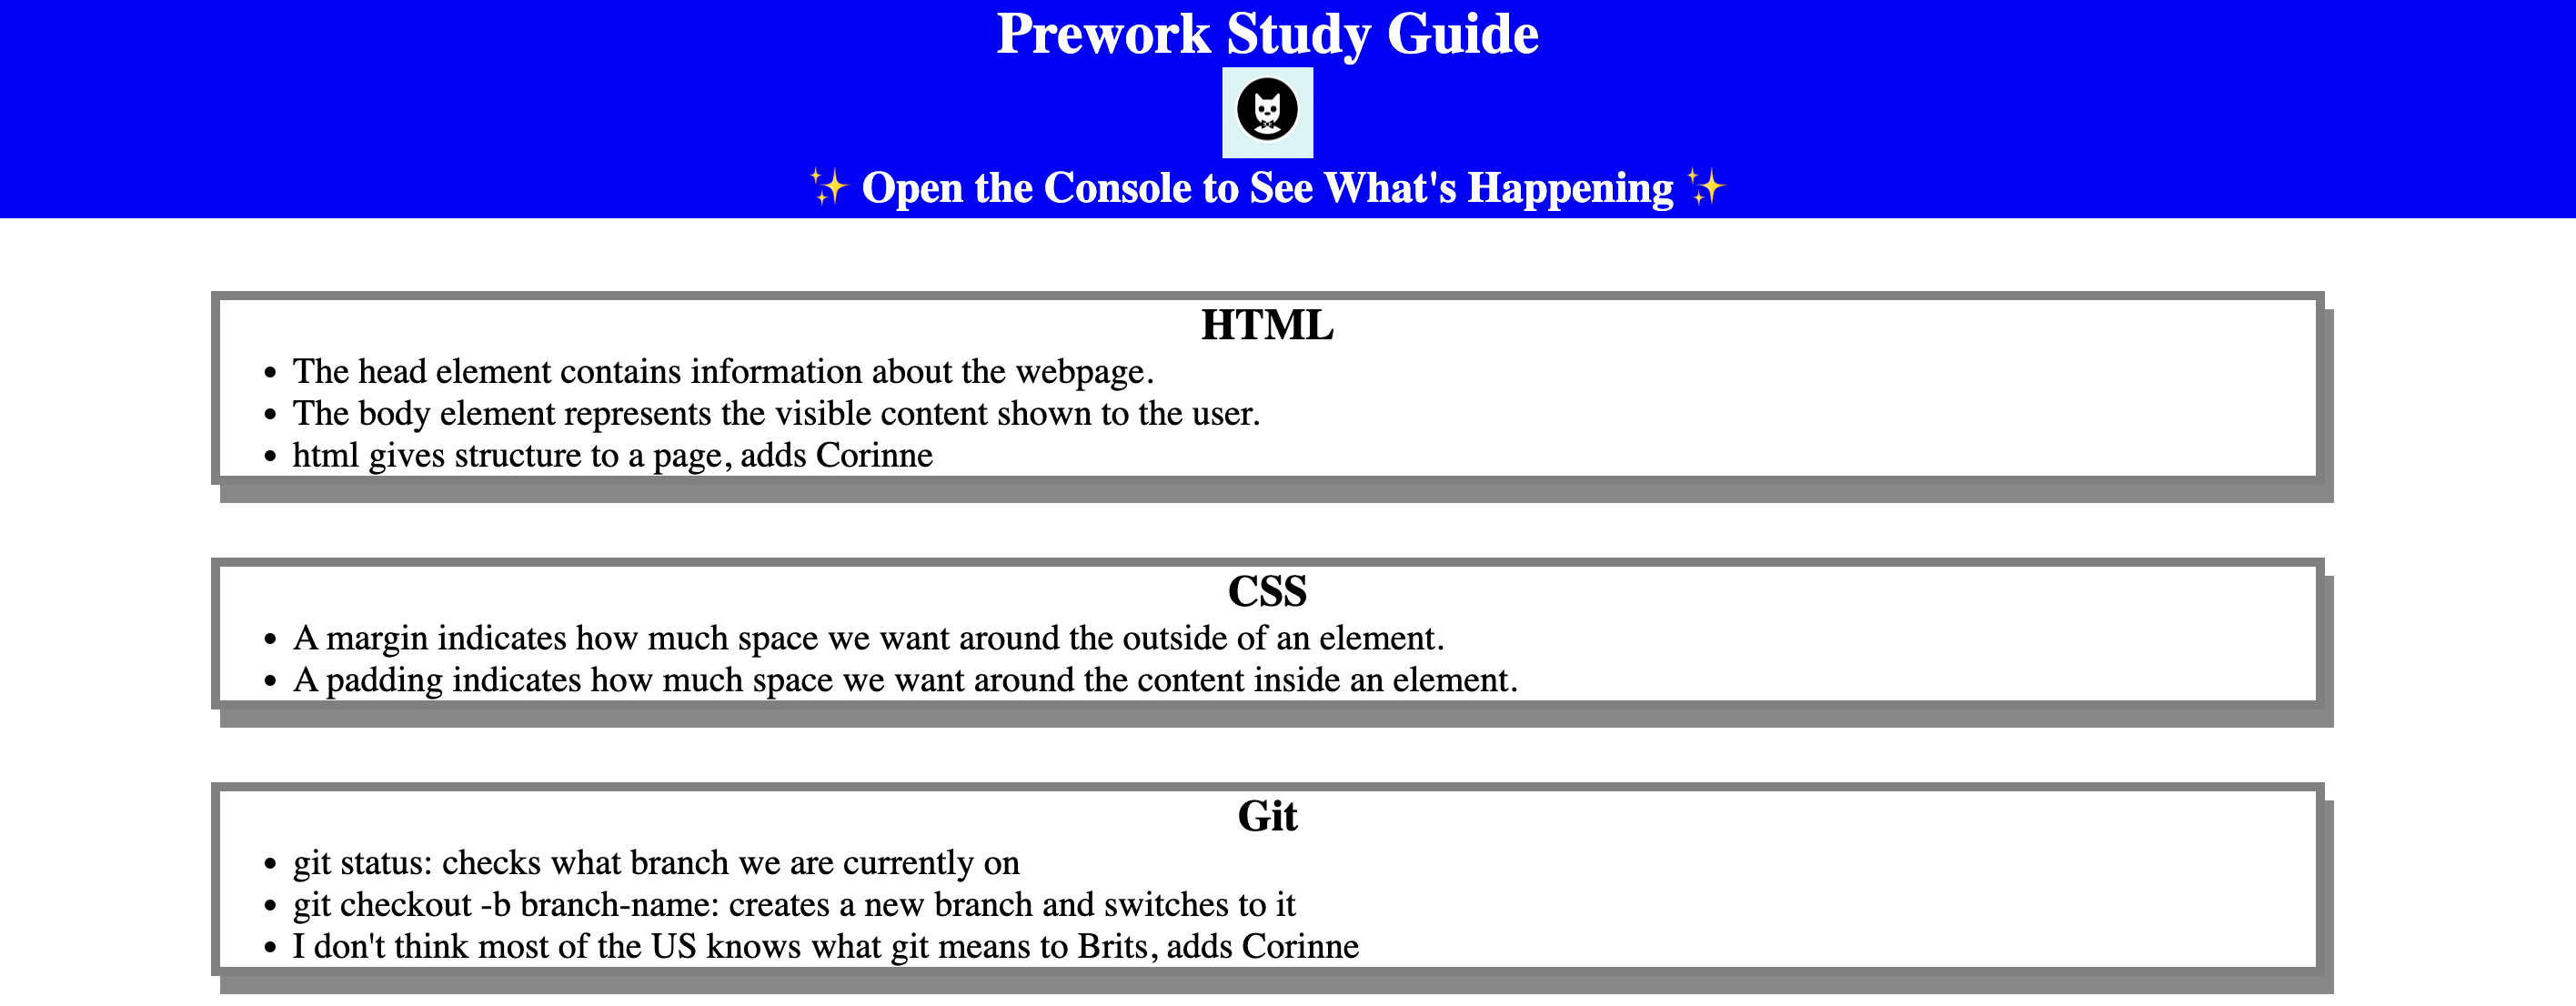 Prework Study Guide
✨ Open the Console to See What's Happening ✨
HTML
• The head element contains information about the webpage.
• The body element represents the visible content shown to the user.
• html gives structure to a page, adds Corinne
CSS
• A margin indicates how much space we want around the outside of an element.
• A padding indicates how much space we want around the content inside an element.
Git
• git status: checks what branch we are currently on
• git checkout -b branch-name: creates a new branch and switches to it
• I don't think most of the US knows what git means to Brits, adds Corinne